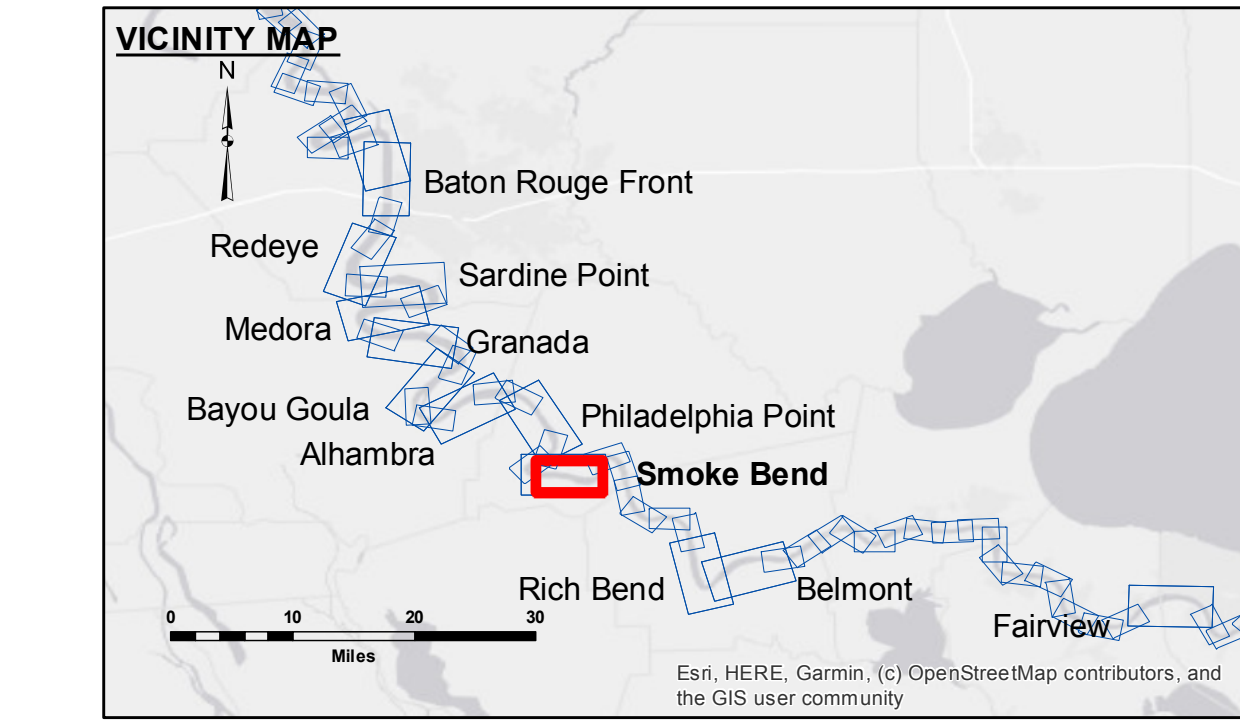 VICINITY MAP
N
Baton Rouge Front
Redeye
Sardine Point
Medora
Granada
Bayou Goula
Philadelphia Point
Alhambra
Smoke Bend
Rich Bend
Belmont
Fairview
0 10 20 30
Miles
Esri, HERE, Garmin, (c) OpenStreetMap contributors, and
the GIS user community